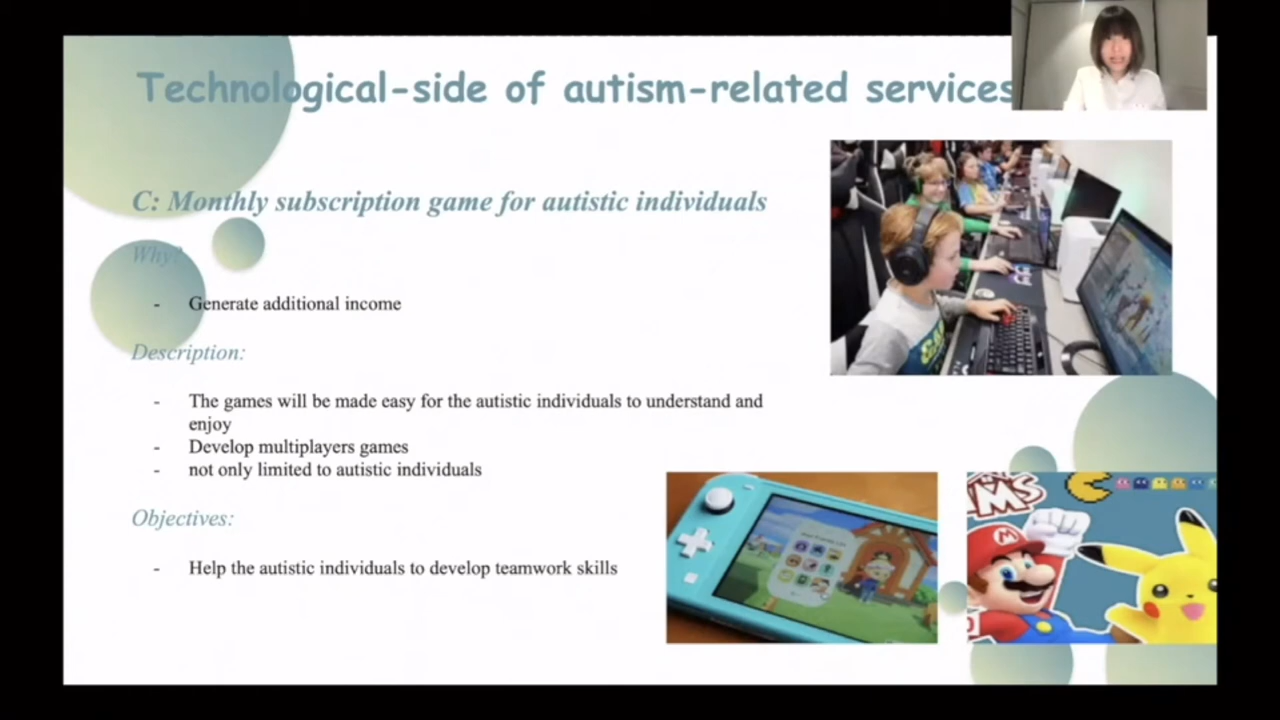 Technological-side of autism-related services
C: Monthly subscription game for autistic individuals
Why?
- Generate additional income
Description:
- The games will be made easy for the autistic individuals to understand and
enjoy
- Develop multiplayers games
- not only limited to autistic individuals
Objectives:
- Help the autistic individuals to develop teamwork skills